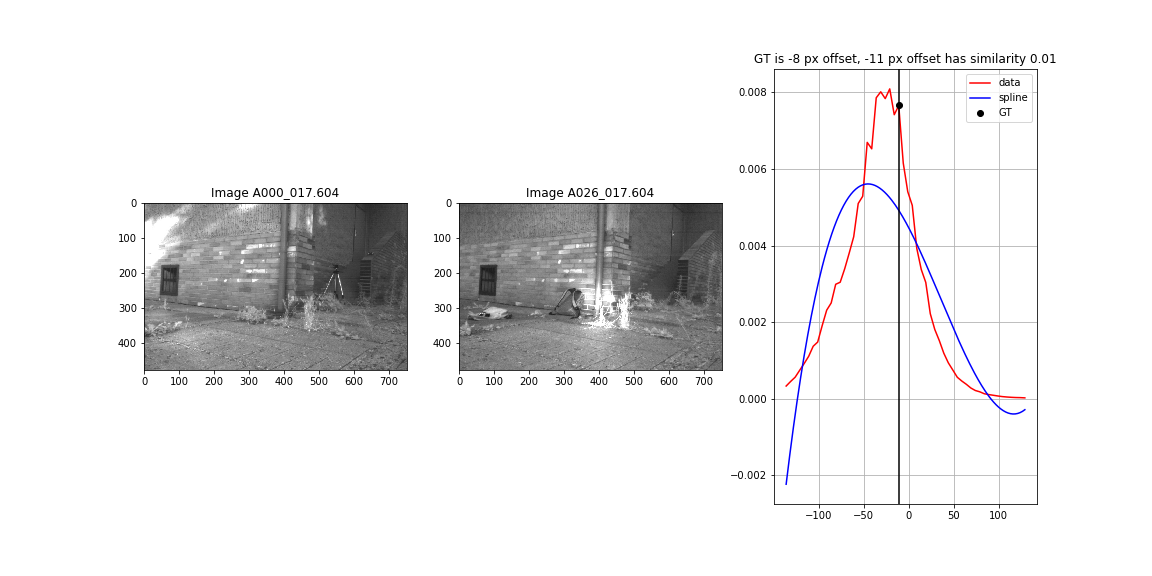 Image A000_017.604
0
100
200
300
400
0 100 200 300 400 500 600 700
Image A026_017.604
0
100
200
300
400
0 100 200 300 400 500 600 700
GT is -8 px offset, -11 px offset has similarity 0.01
data
spline
GT
0.008
0.006
0.004
0.002
0.000
−0.002
−100 −50 0 50 100